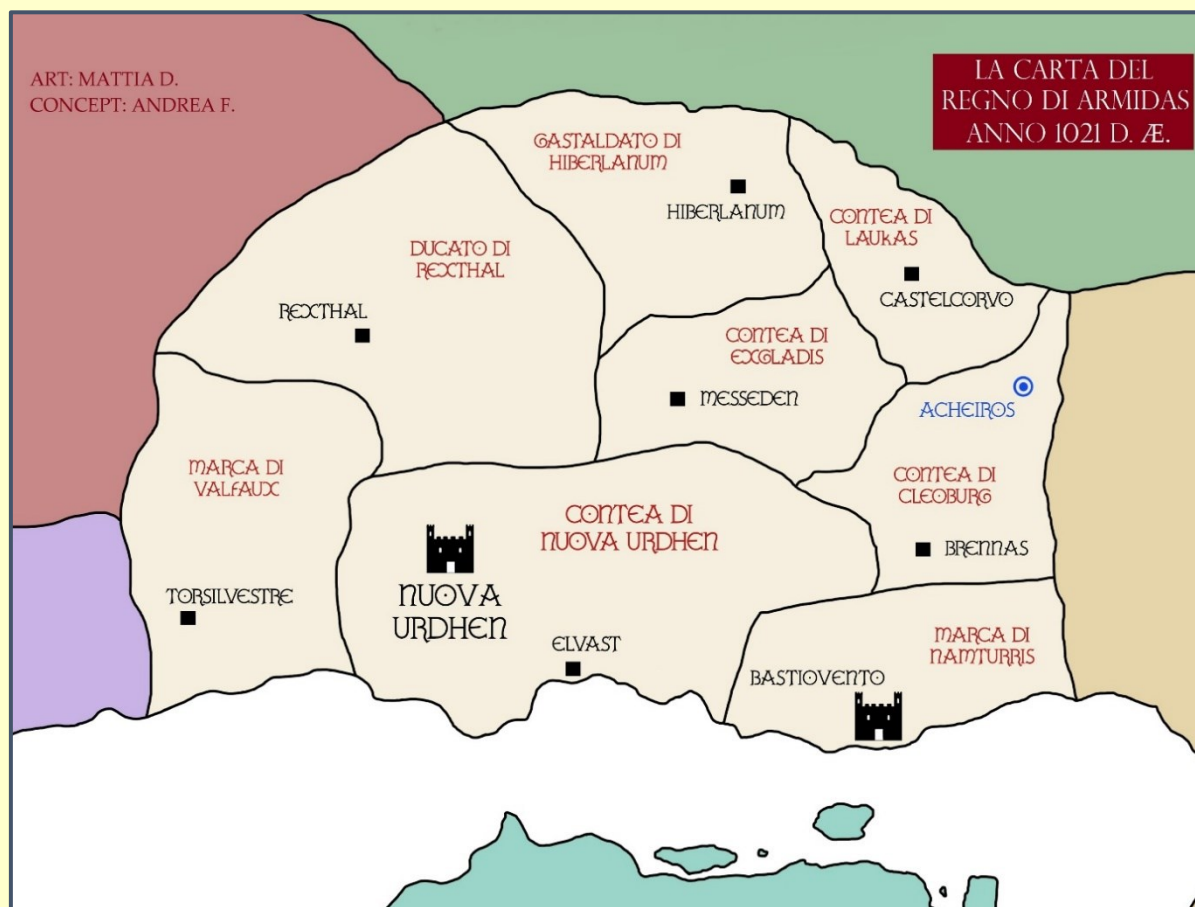 ART: MATTIA D.
CONCEPT: ANDREA F.
LA CARTA DEL
REGNO DI ARMIDAS
ANNO 1021 D. Æ.
GASTALDATO DI
HIBERLANUM
HIBERLANUM
CONTEA DI
LAUKAS
CASTELCORVO
DUCATO DI
REXTHAL
REXTHAL
CONTEA DI
EXGLADIS
MESSEDEN
ACHEIROS
MARCA DI
VALFAUX
TORSILVESTRE
CONTEA DI
NUOVA URDHEN
NUOVA
URDHEN
ELVAST
CONTEA DI
CLEOBURG
BRENNAS
MARCA DI
NAMTURRIS
BASTIOVENTO